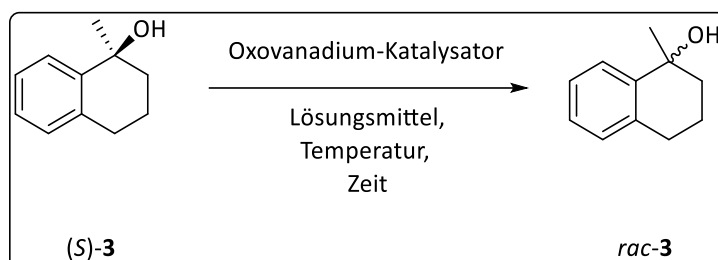 OH
Oxovanadium-Katalysator
OH
Lösungsmittel,
Temperatur,
Zeit
(S)-3
rac-3